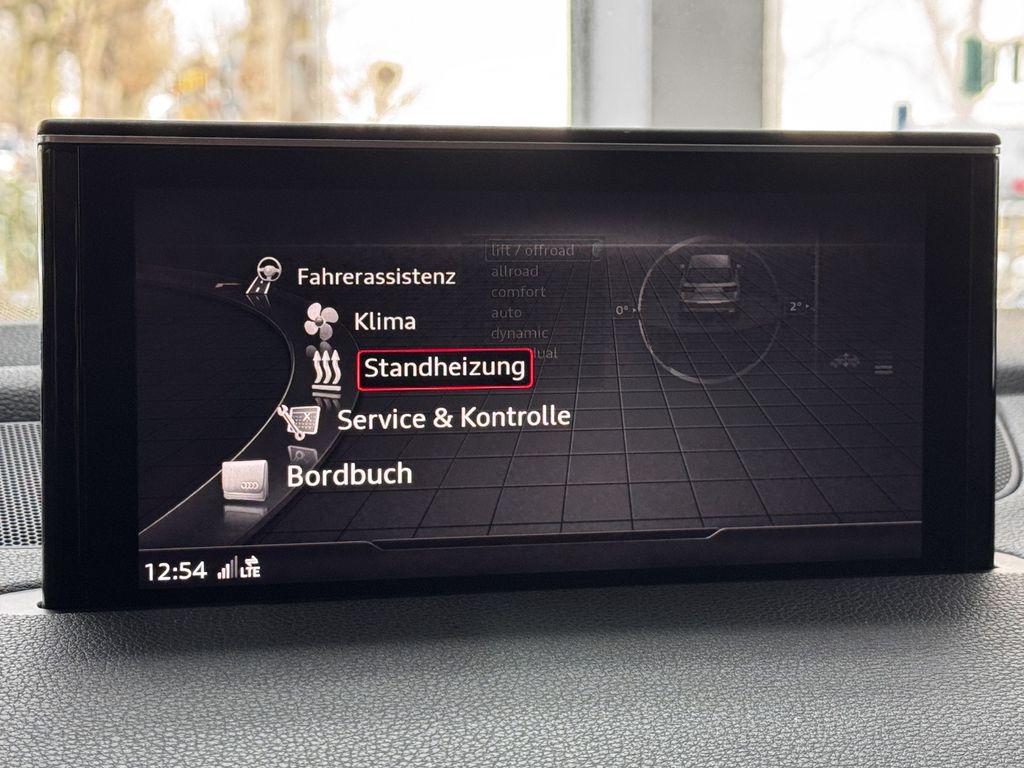 lift / offroad
allroad
comfort
auto
dynamic
0°
2°
Fahrerassistenz
Klima
Standheizung
Service & Kontrolle
Bordbuch
12:54 LTE